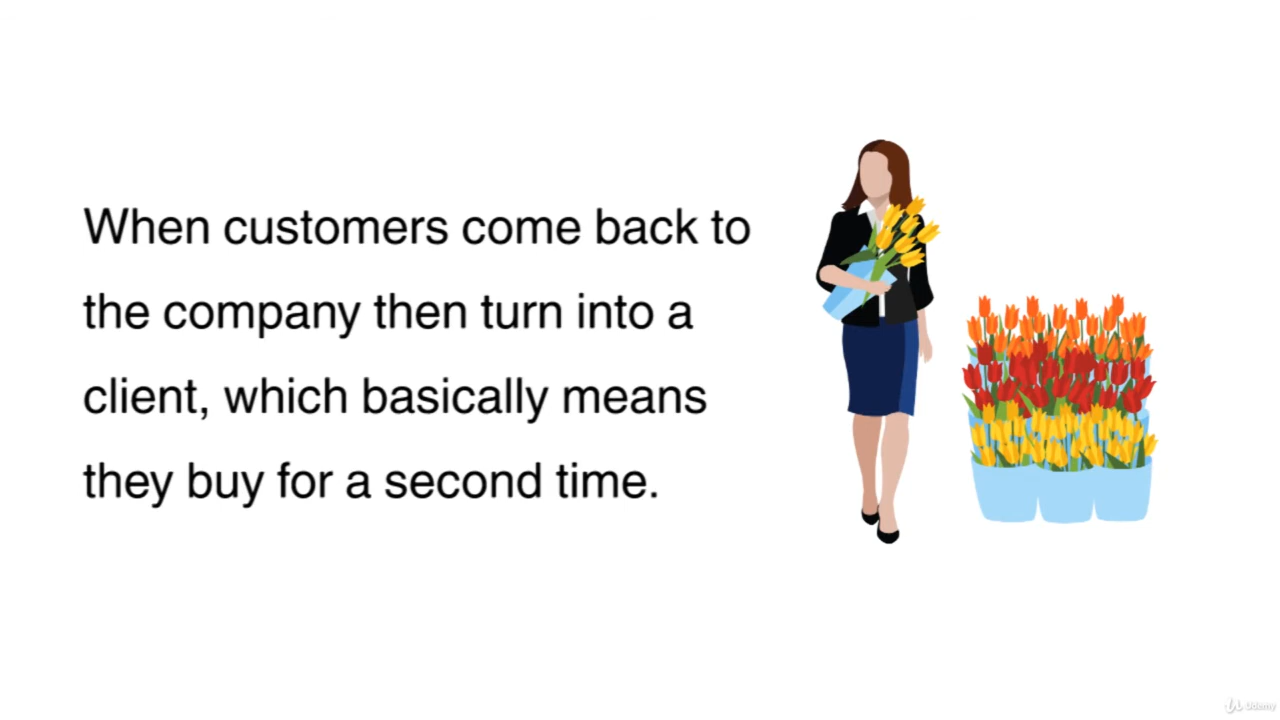 When customers come back to
the company then turn into a
client, which basically means
they buy for a second time.
Udemy